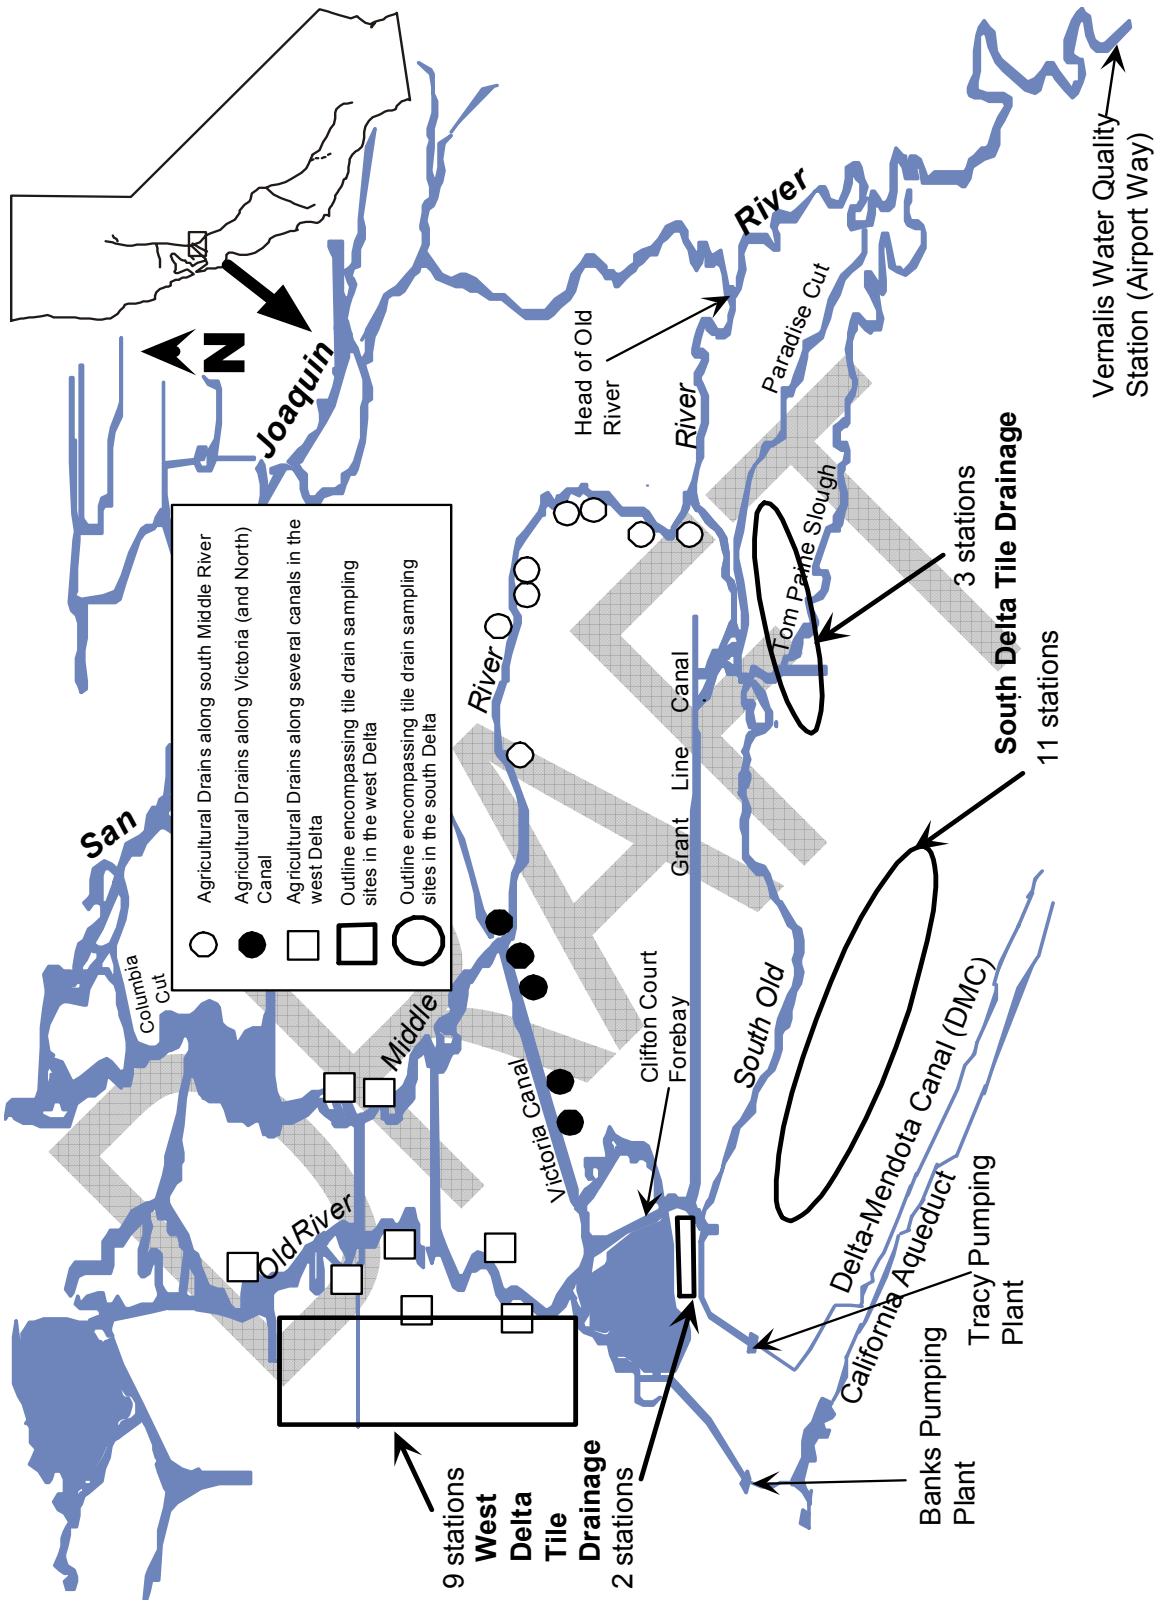 San
Joaquin
River
N
Columbia
Cut
Agricultural Drains along south Middle River
Agricultural Drains along Victoria (and North)
Canal
Agricultural Drains along several canals in the
west Delta
Outline encompassing tile drain sampling
sites in the west Delta
Outline encompassing tile drain sampling
sites in the south Delta
Old River
Middle
River
Victoria Canal
Clifton Court
Forebay
Grant Line Canal
South Old
River
Head of Old
River
Paradise Cut
Tom Paine Slough
Delta-Mendota Canal (DMC)
California Aqueduct
9 stations
West
Delta
Tile
Drainage
2 stations
Banks Pumping
Plant
Tracy Pumping
Plant
3 stations
South Delta Tile Drainage
11 stations
Vernalis Water Quality
Station (Airport Way)
DRAFT